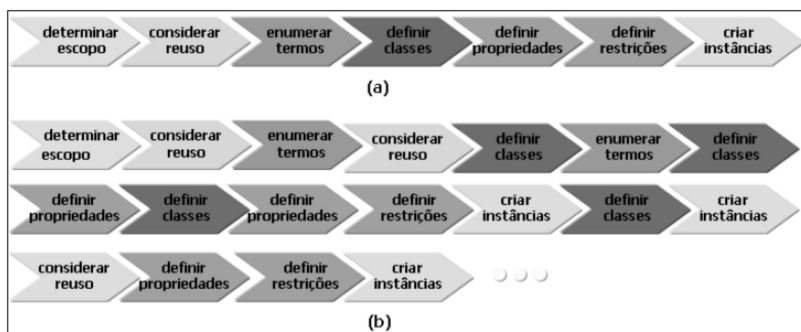 determinar escopo
considerar reuso
enumerar termos
definir classes
definir propriedades
definir restrições
criar instâncias
(a)
determinar escopo
considerar reuso
enumerar termos
considerar reuso
definir classes
enumerar termos
definir classes
definir propriedades
definir classes
definir propriedades
definir restrições
criar instâncias
definir classes
criar instâncias
considerar reuso
definir propriedades
definir restrições
criar instâncias
(b)